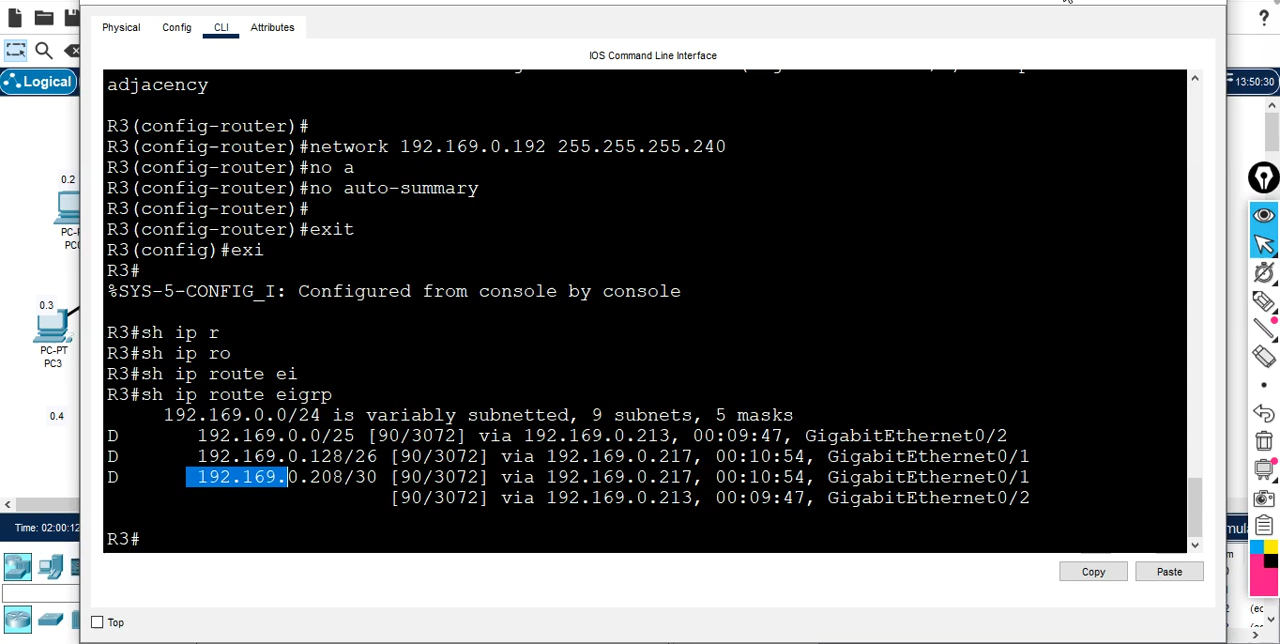 Physical Config CLI Attributes
?
IOS Command Line Interface
Logical
13:50:30
adjacency
R3(config-router)#
R3(config-router)#network 192.169.0.192 255.255.255.240
R3(config-router)#no a
R3(config-router)#no auto-summary
R3(config-router)#
R3(config-router)#exit
R3(config)#exi
R3#
%SYS-5-CONFIG_I: Configured from console by console
R3#sh ip r
R3#sh ip ro
R3#sh ip route ei
R3#sh ip route eigrp
192.169.0.0/24 is variably subnetted, 9 subnets, 5 masks
D 192.169.0.0/25 [90/3072] via 192.169.0.213, 00:09:47, GigabitEthernet0/2
D 192.169.0.128/26 [90/3072] via 192.169.0.217, 00:10:54, GigabitEthernet0/1
D 192.169.0.208/30 [90/3072] via 192.169.0.217, 00:10:54, GigabitEthernet0/1
[90/3072] via 192.169.0.213, 00:09:47, GigabitEthernet0/2
R3#
0.2
PC-P
PC0
0.3
PC-PT
PC3
0.4
Time: 02:00:12
Copy Paste
Top